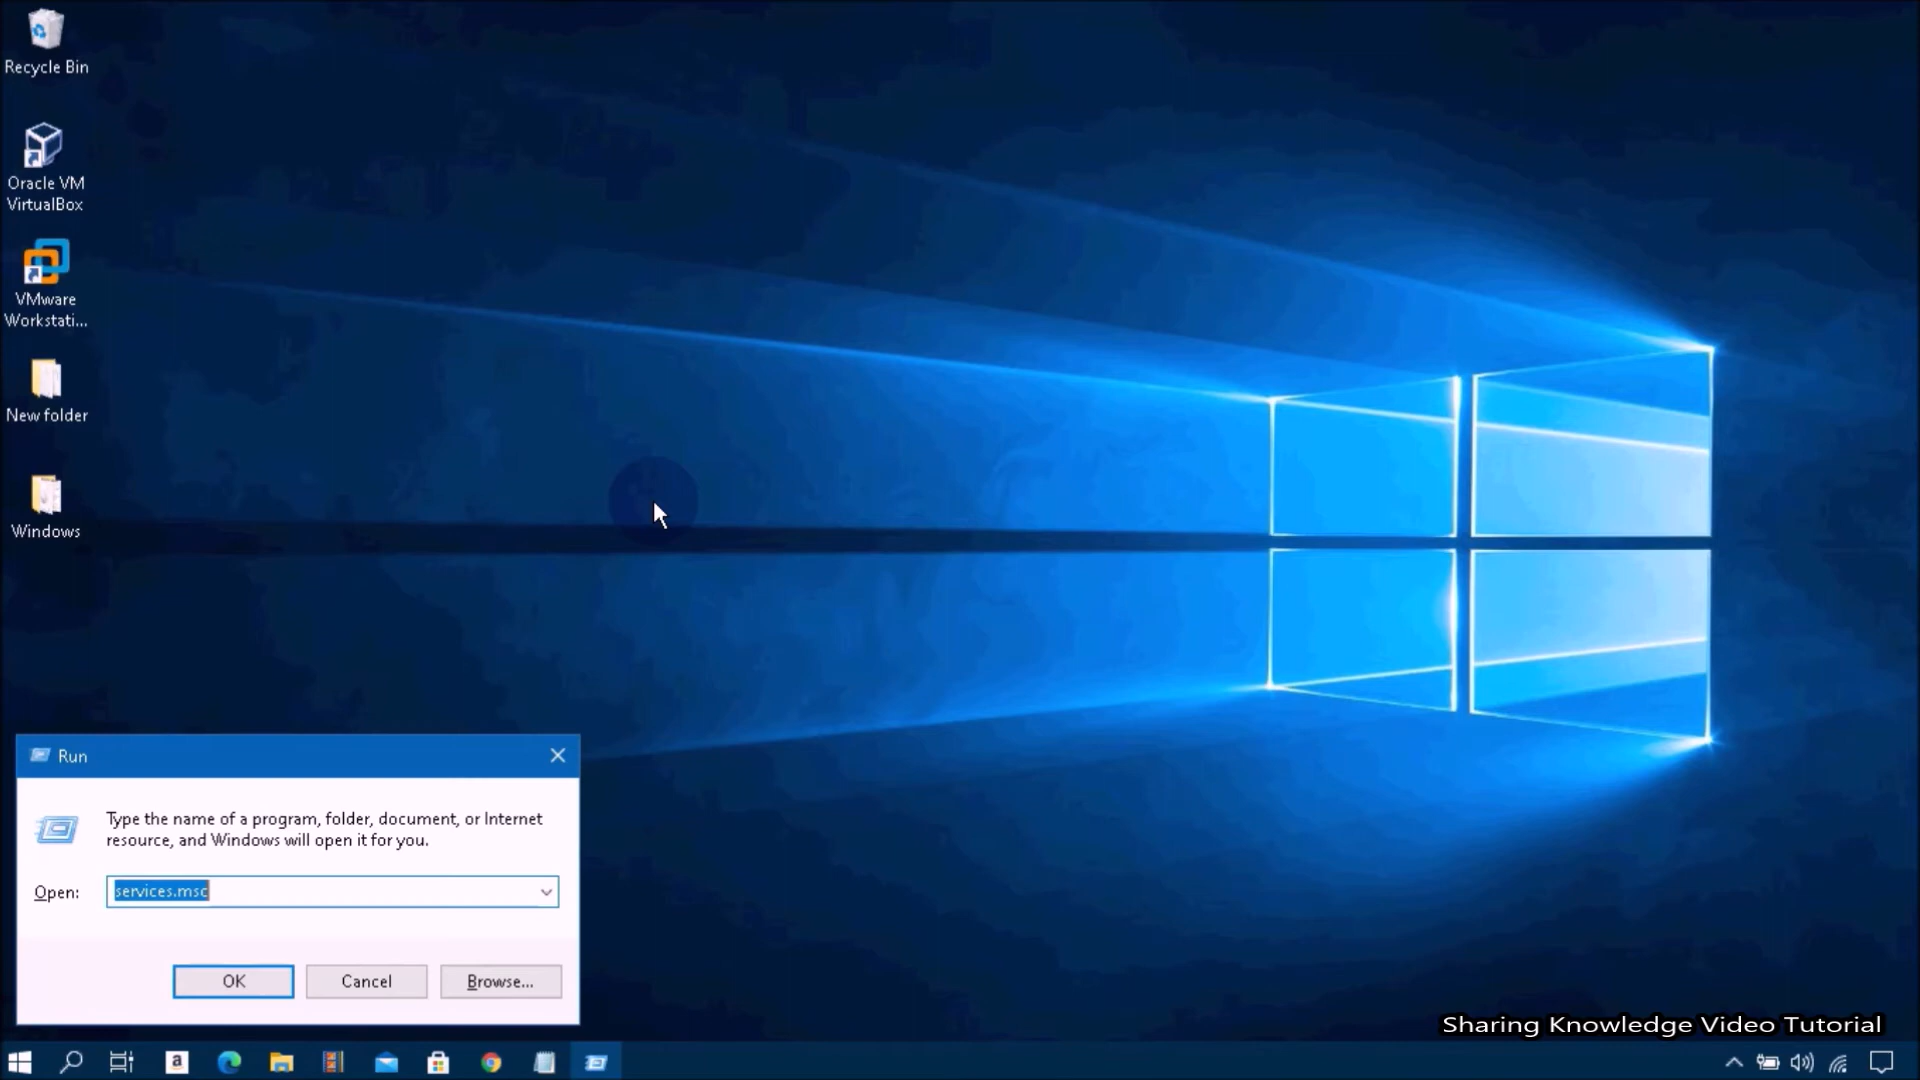 Recycle Bin
Oracle VM
VirtualBox
VMware
Workstati...
New folder
Windows
Run
Type the name of a program, folder, document, or Internet
resource, and Windows will open it for you.
Open:
services.msc
OK
Cancel
Browse...
Sharing Knowledge Video Tutorial
a